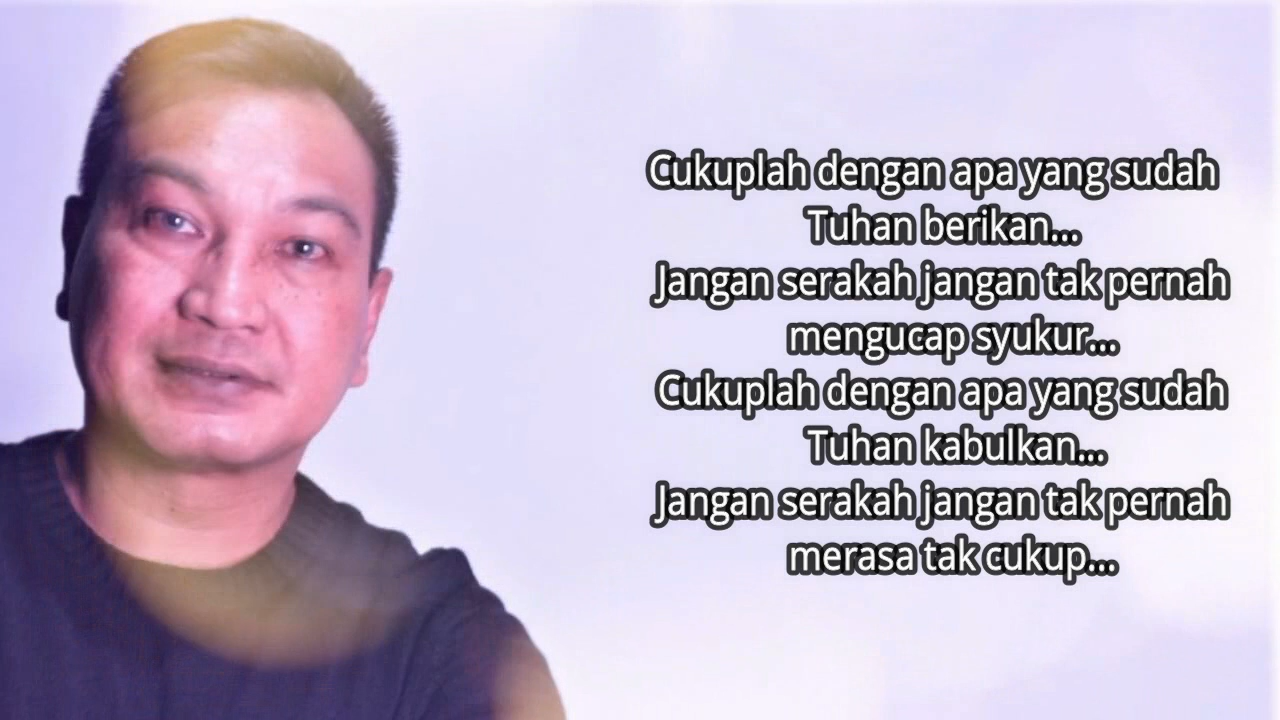 Cukuplah dengan apa yang sudah
Tuhan berikan...
Jangan serakah jangan tak pernah
mengucap syukur...
Cukuplah dengan apa yang sudah
Tuhan kabulkan...
Jangan serakah jangan tak pernah
merasa tak cukup...